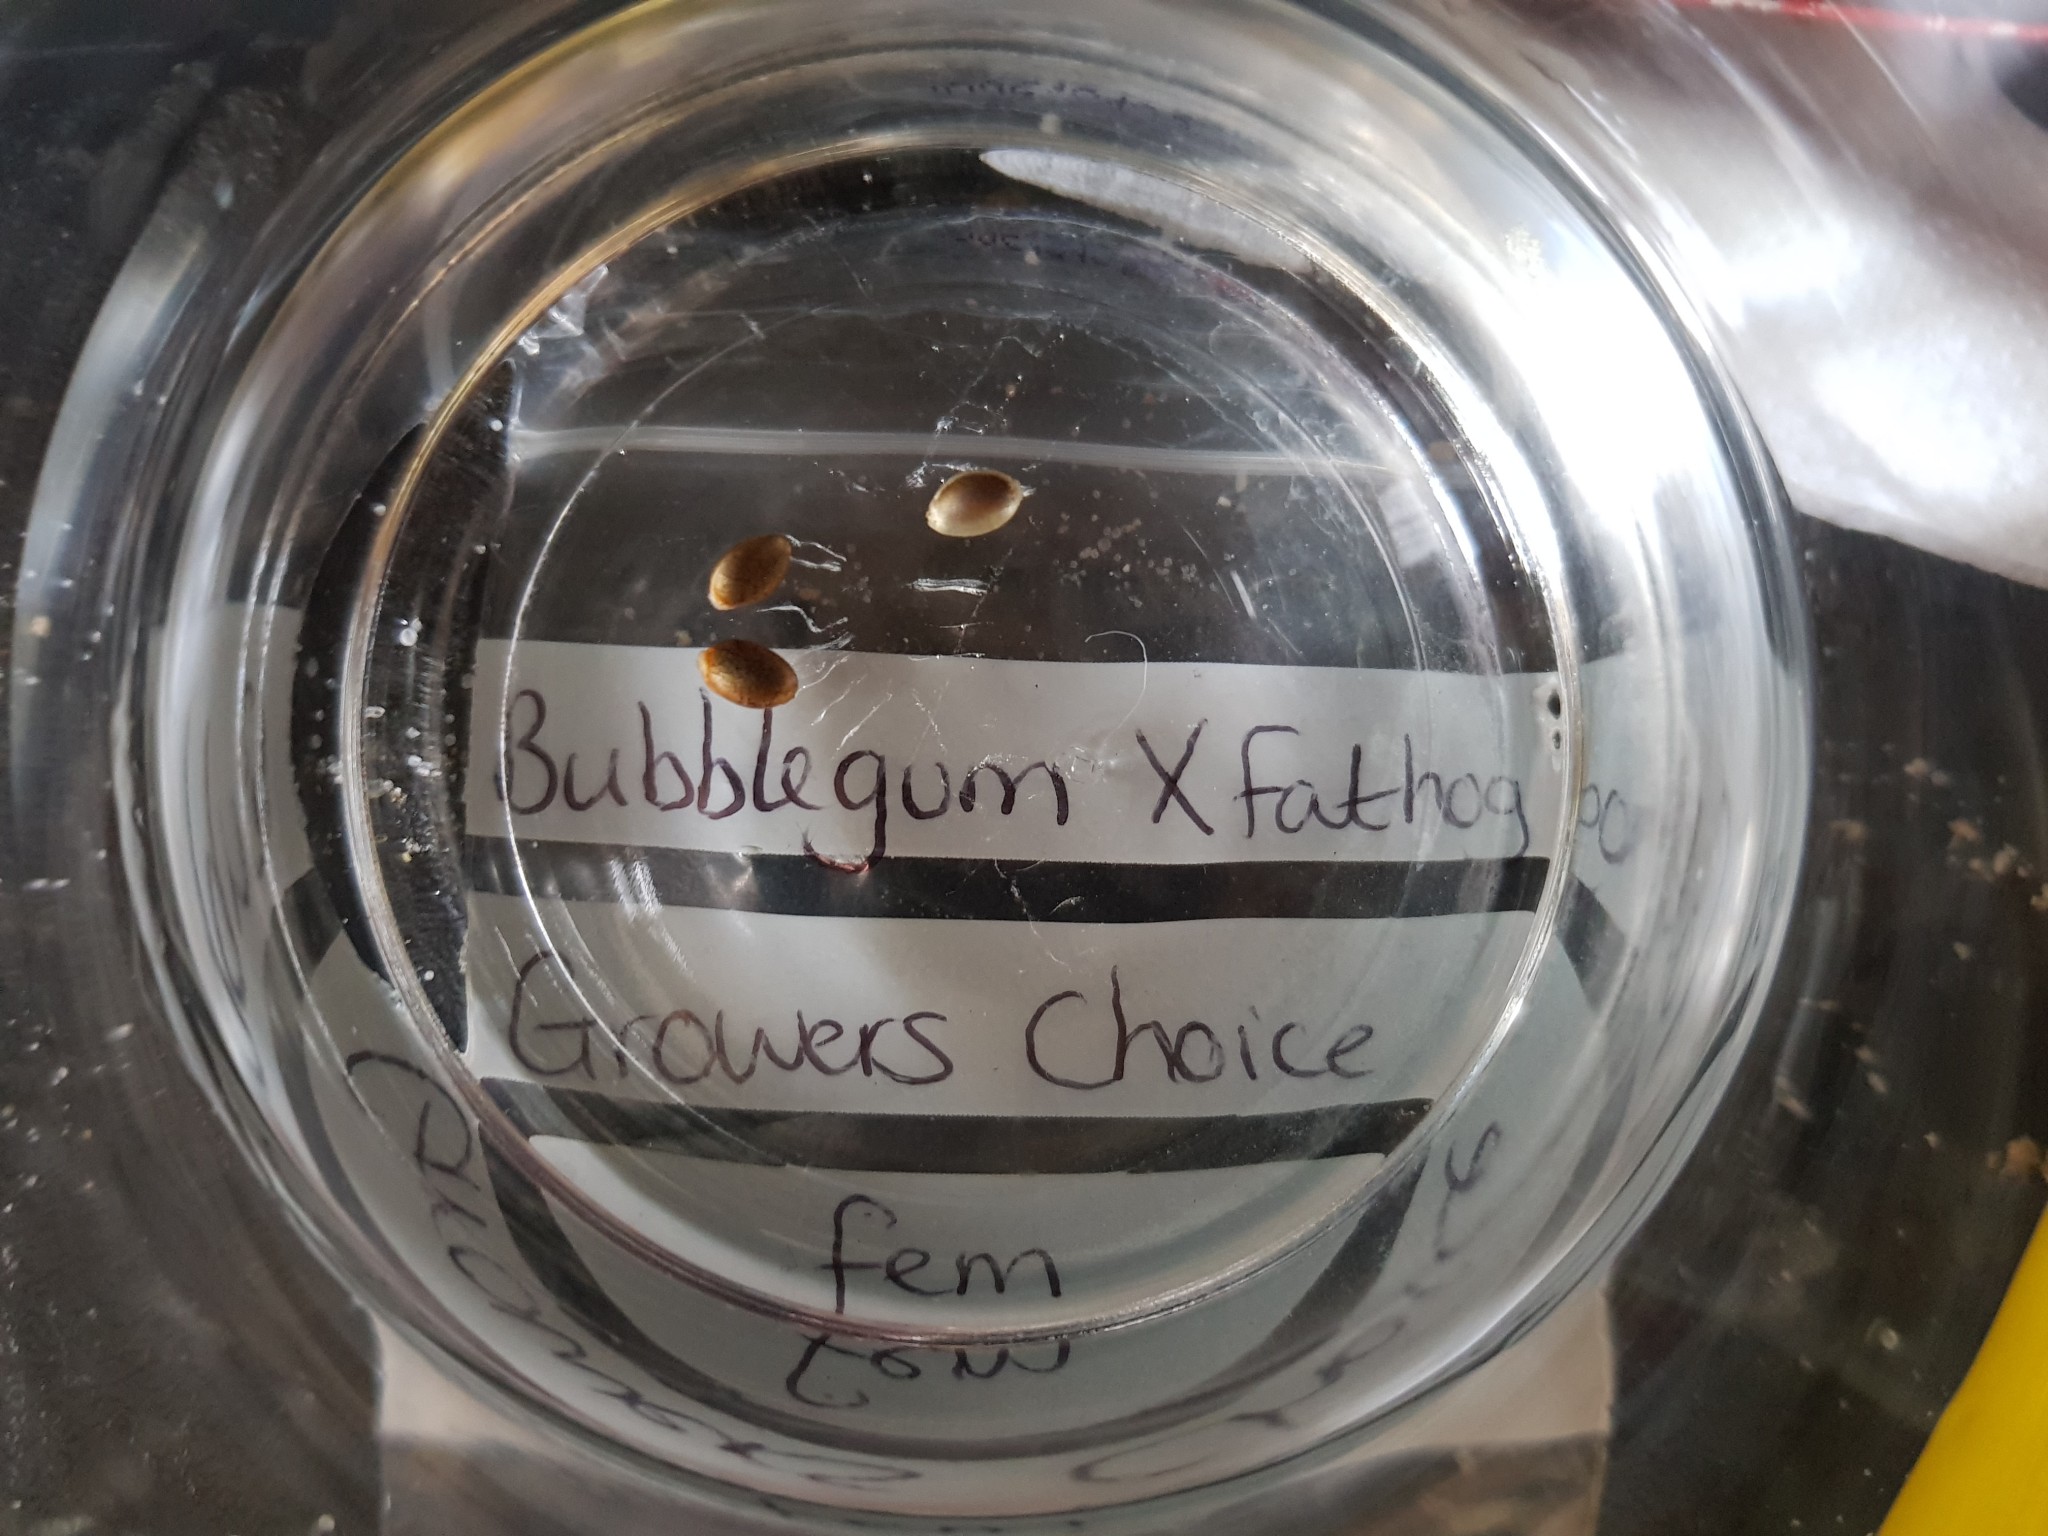 Bubblegum X fathog
Growers Choice
fem